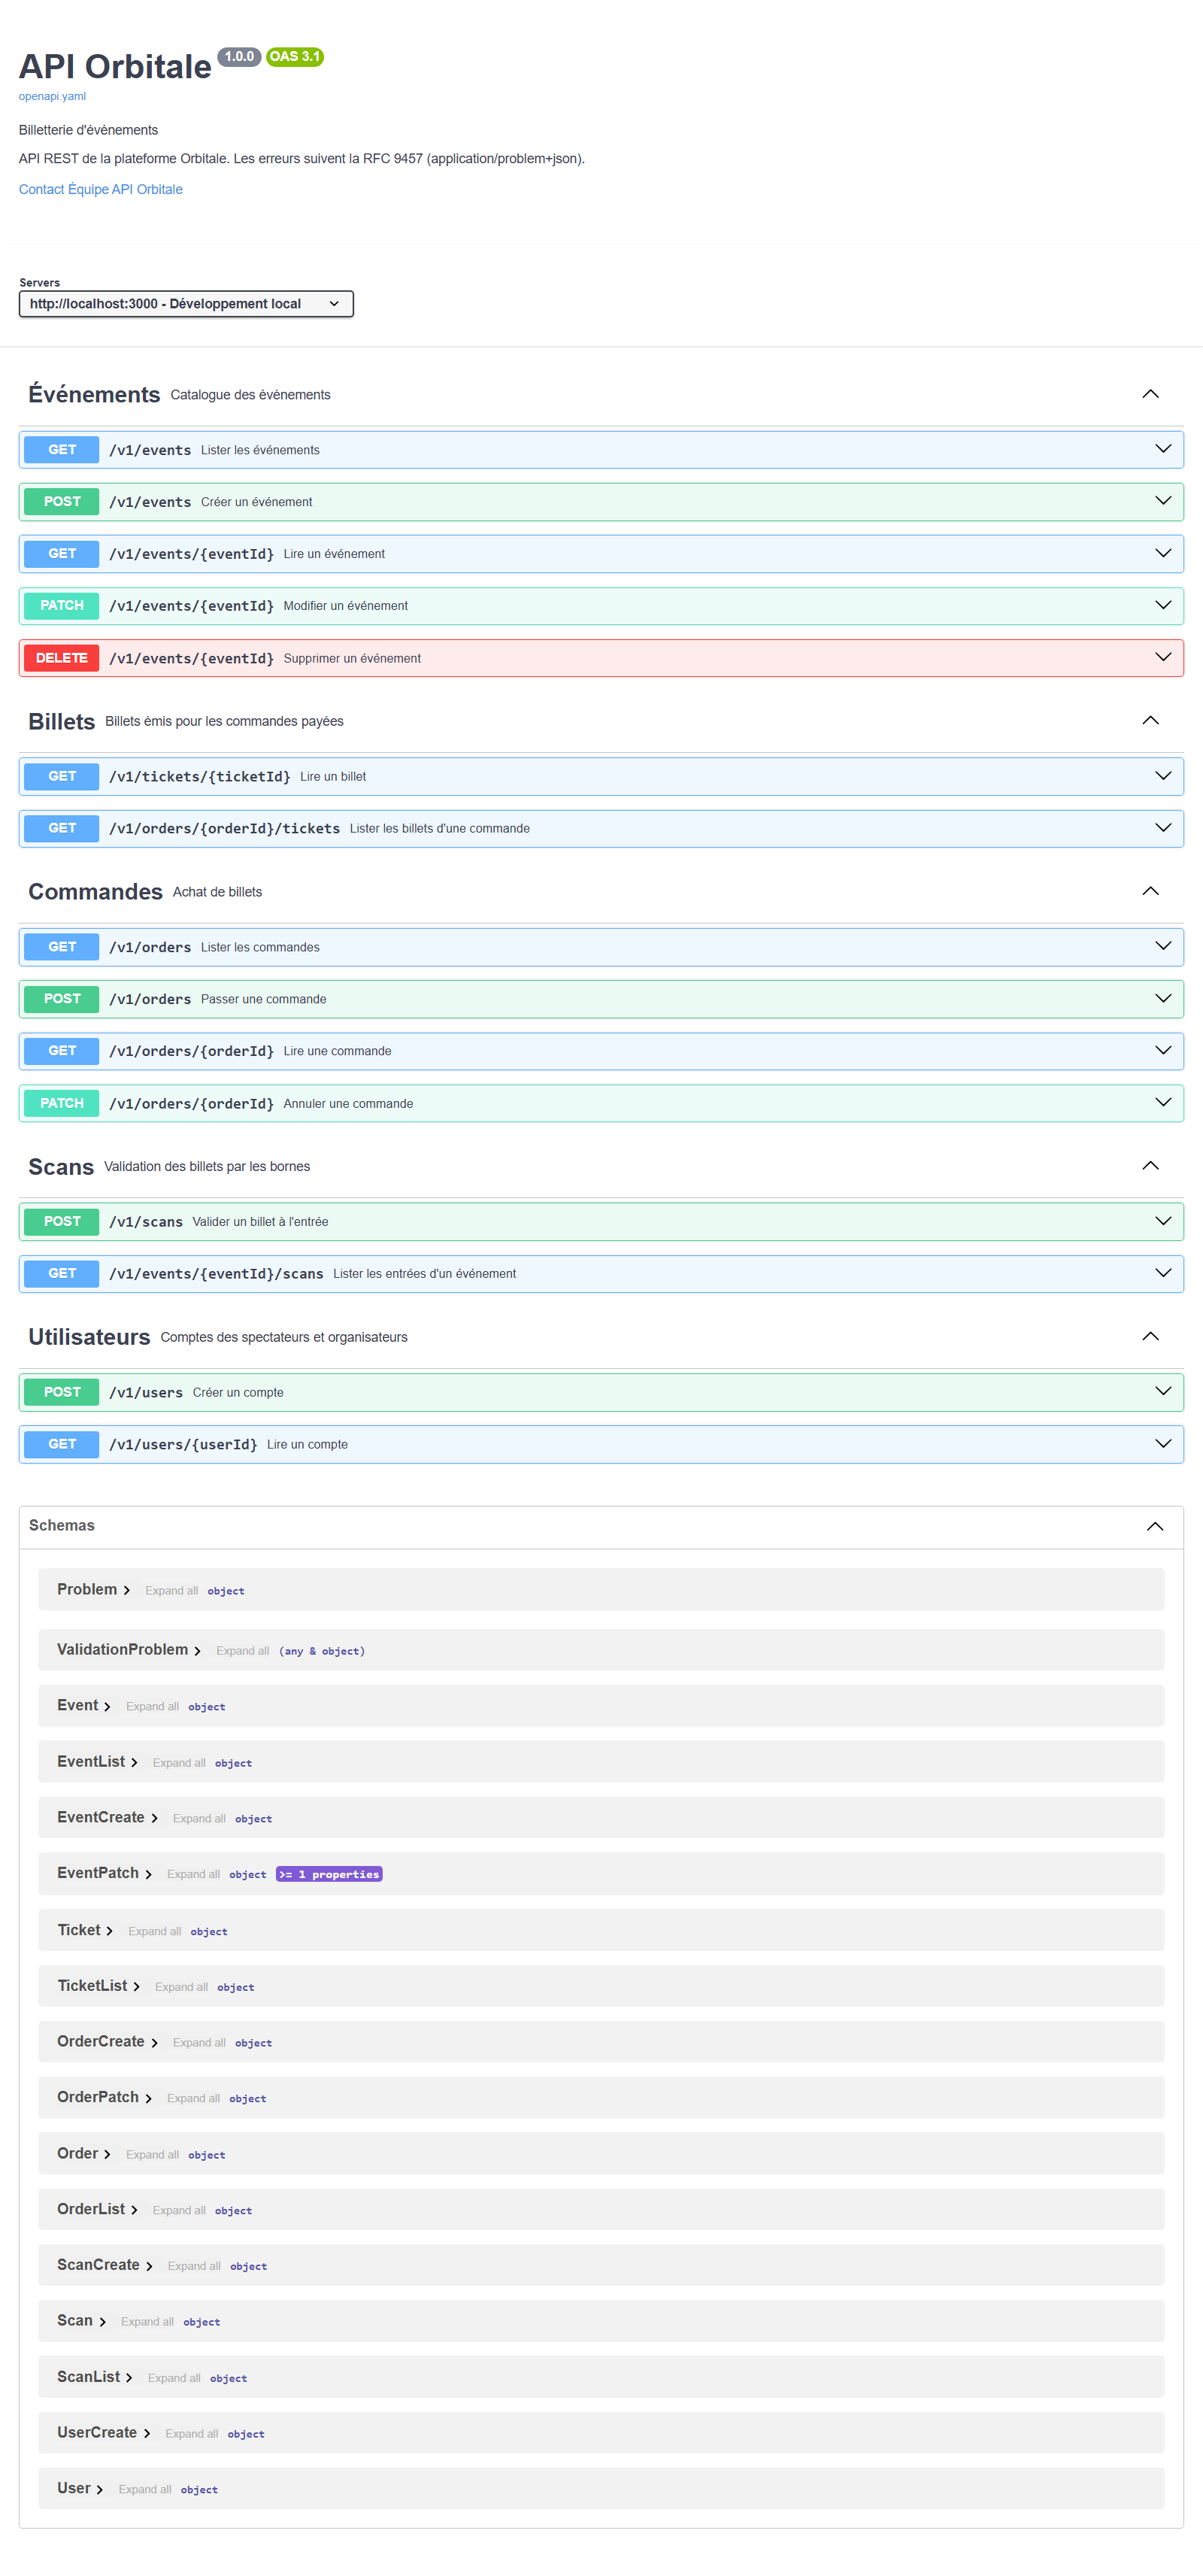 API Orbitale 1.0.0 OAS 3.1
openapi.yaml
Billetterie d'événements
API REST de la plateforme Orbitale. Les erreurs suivent la RFC 9457 (application/problem+json).
Contact Équipe API Orbitale
Servers
http://localhost:3000 - Développement local
Événements Catalogue des événements
GET /v1/events Lister les événements
POST /v1/events Créer un événement
GET /v1/events/{eventId} Lire un événement
PATCH /v1/events/{eventId} Modifier un événement
DELETE /v1/events/{eventId} Supprimer un événement
Billets Billets émis pour les commandes payées
GET /v1/tickets/{ticketId} Lire un billet
GET /v1/orders/{orderId}/tickets Lister les billets d'une commande
Commandes Achat de billets
GET /v1/orders Lister les commandes
POST /v1/orders Passer une commande
GET /v1/orders/{orderId} Lire une commande
PATCH /v1/orders/{orderId} Annuler une commande
Scans Validation des billets par les bornes
POST /v1/scans Valider un billet à l'entrée
GET /v1/events/{eventId}/scans Lister les entrées d'un événement
Utilisateurs Comptes des spectateurs et organisateurs
POST /v1/users Créer un compte
GET /v1/users/{userId} Lire un compte
Schemas
Problem Expand all object
ValidationProblem Expand all (any & object)
Event Expand all object
EventList Expand all object
EventCreate Expand all object
EventPatch Expand all object >= 1 properties
Ticket Expand all object
TicketList Expand all object
OrderCreate Expand all object
OrderPatch Expand all object
Order Expand all object
OrderList Expand all object
ScanCreate Expand all object
Scan Expand all object
ScanList Expand all object
UserCreate Expand all object
User Expand all object